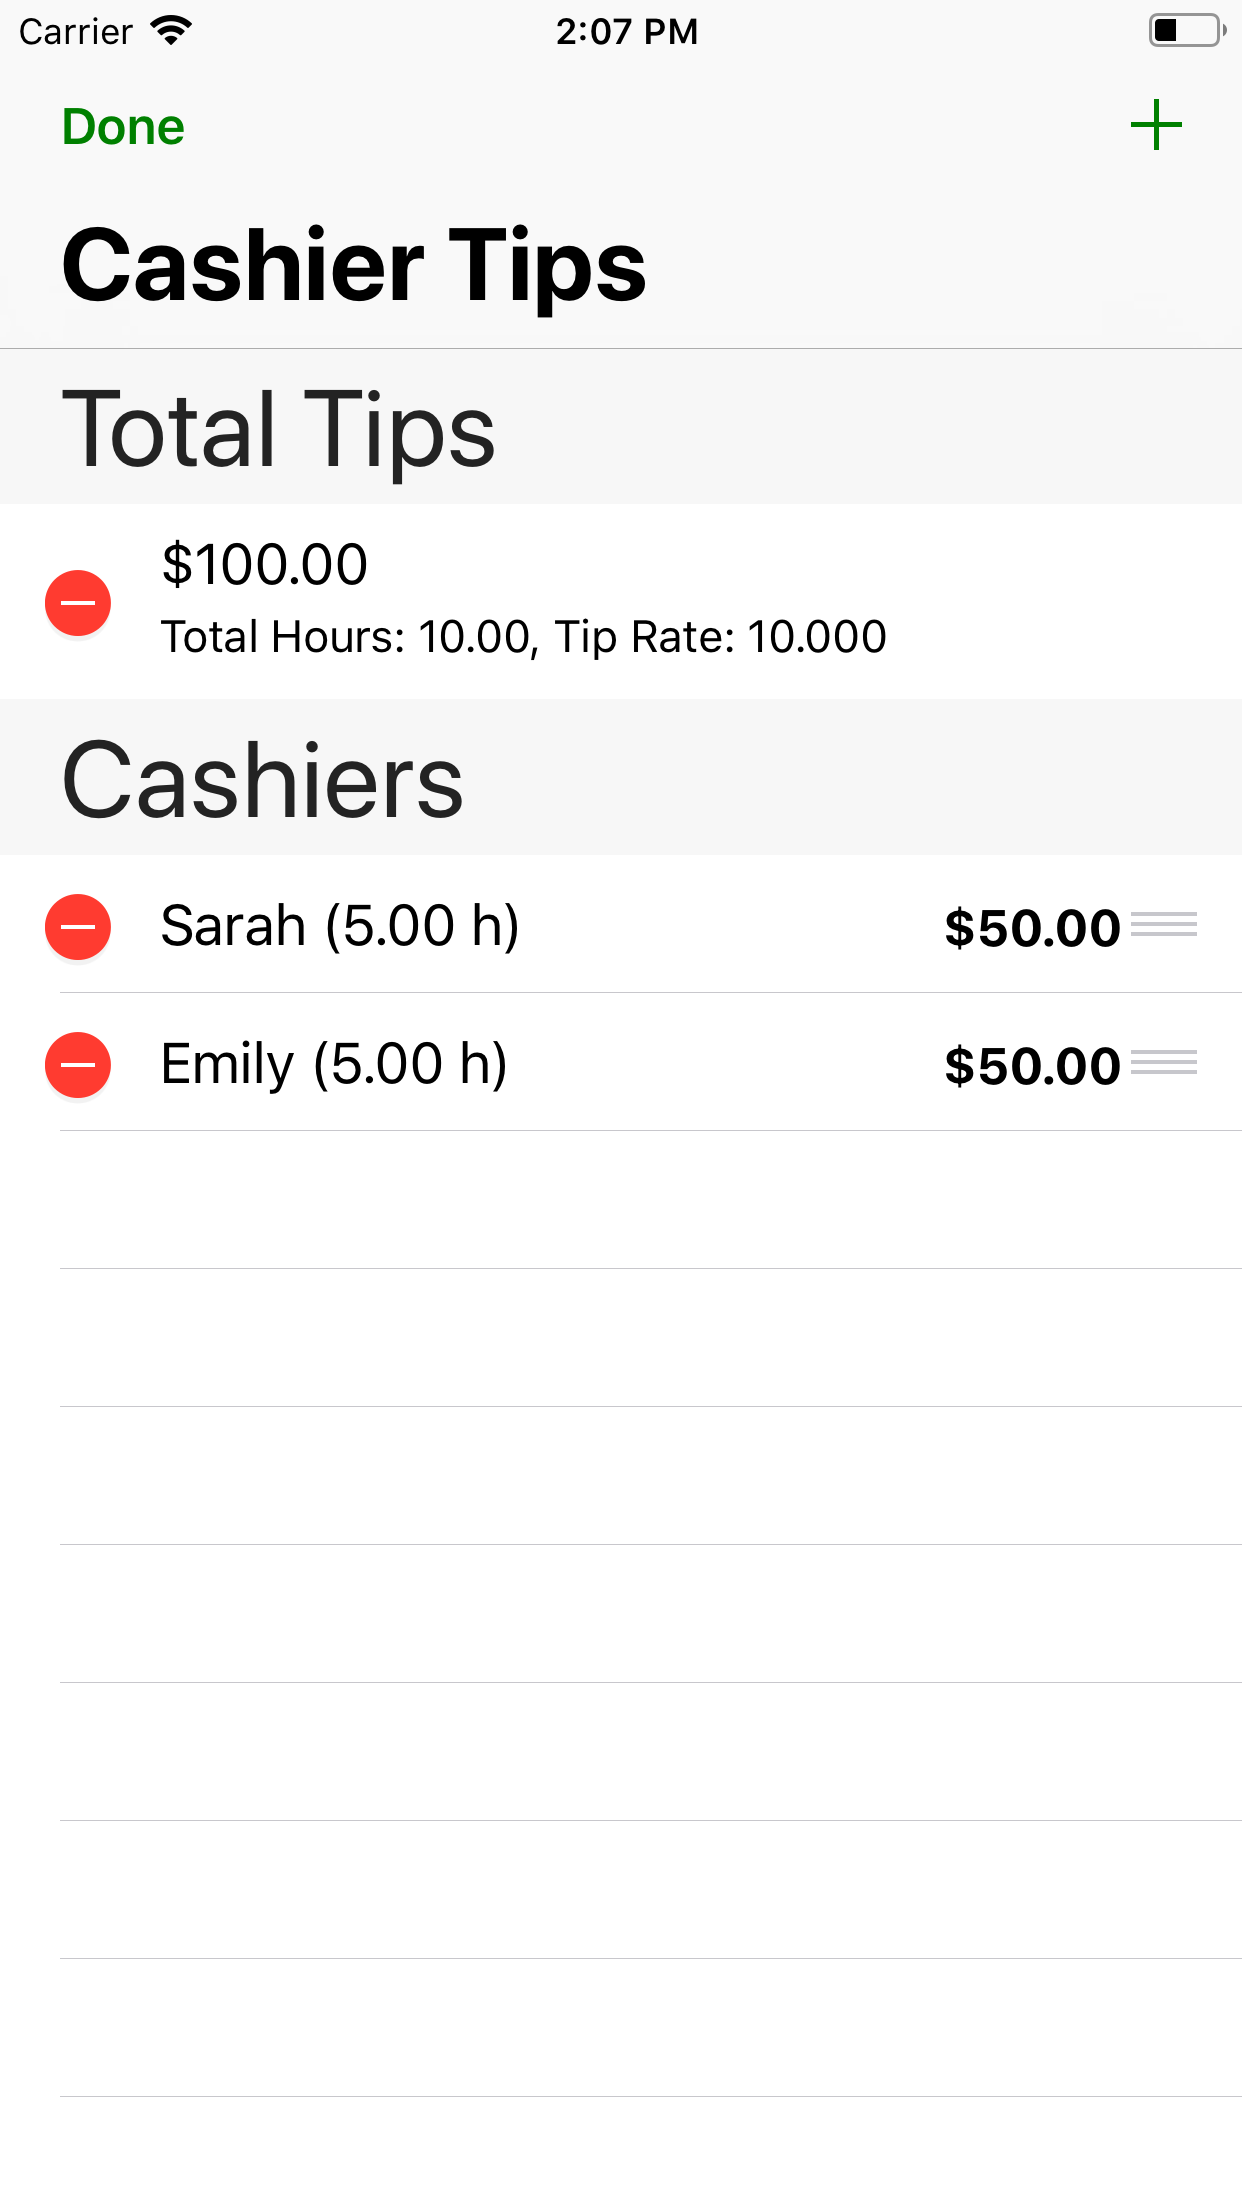 Carrier 2:07 PM
Done
Cashier Tips
Total Tips
$100.00
Total Hours: 10.00, Tip Rate: 10.000
Cashiers
Sarah (5.00 h) $50.00
Emily (5.00 h) $50.00